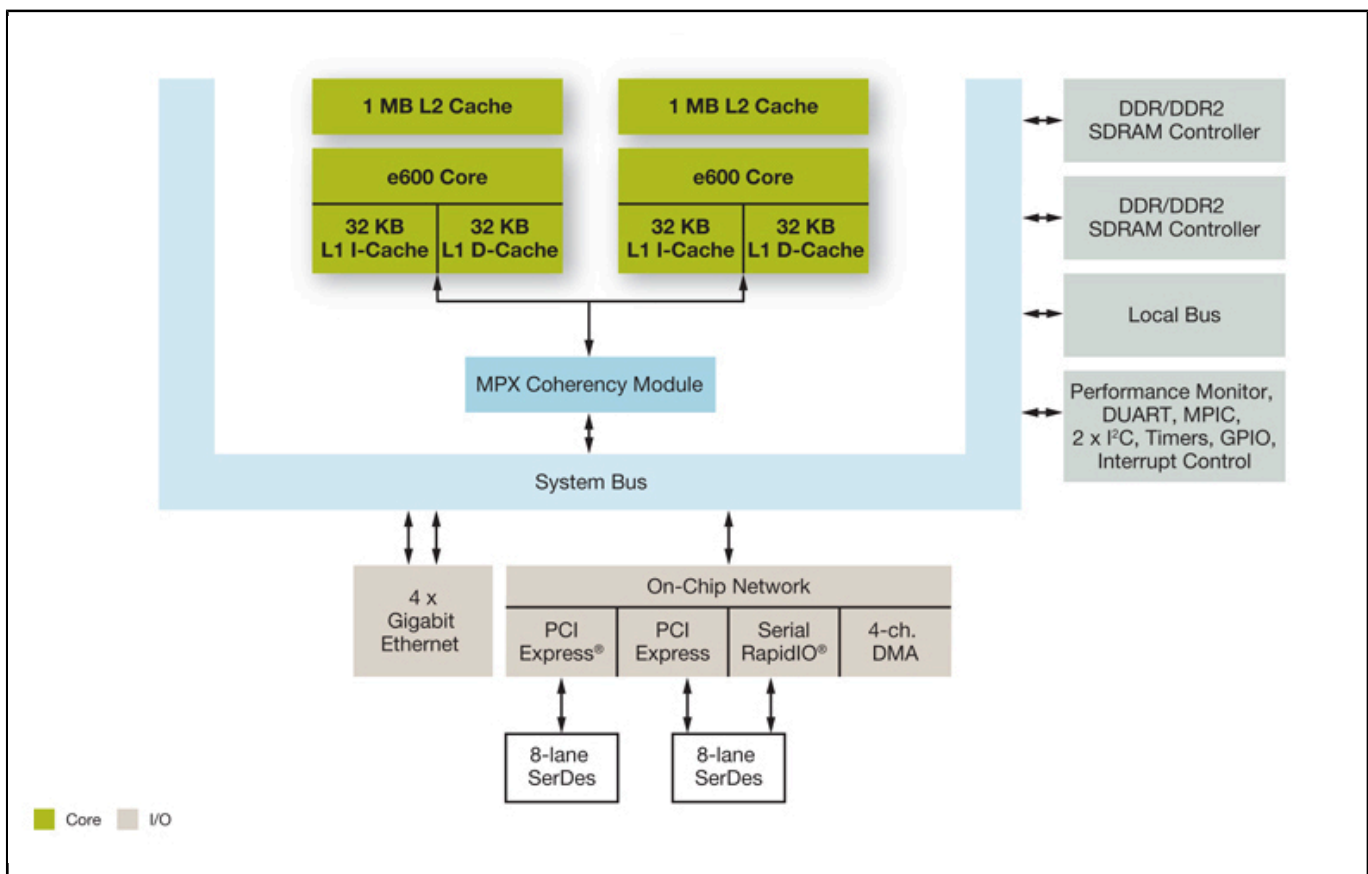 1 MB L2 Cache
1 MB L2 Cache
e600 Core
e600 Core
32 KB
L1 I-Cache
32 KB
L1 D-Cache
32 KB
L1 I-Cache
32 KB
L1 D-Cache
MPX Coherency Module
System Bus
DDR/DDR2
SDRAM Controller
DDR/DDR2
SDRAM Controller
Local Bus
Performance Monitor,
DUART, MPIC,
2 x I²C, Timers, GPIO,
Interrupt Control
4 x
Gigabit
Ethernet
On-Chip Network
PCI
Express®
PCI
Express
Serial
RapidIO®
4-ch.
DMA
8-lane
SerDes
8-lane
SerDes
Core
I/O